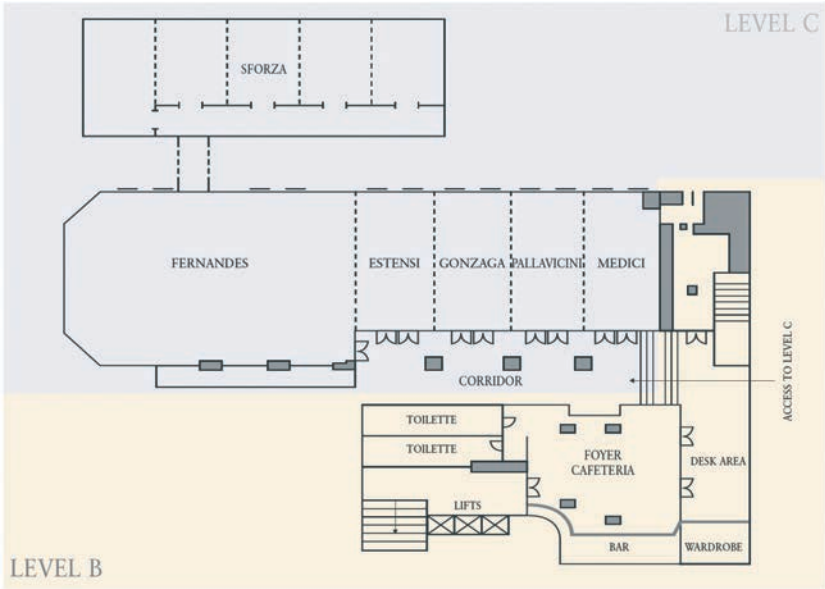 LEVEL C
SFORZA
FERNANDES
ESTENSI
GONZAGA
PALLAVICINI
MEDICI
CORRIDOR
ACCESS TO LEVEL C
TOILETTE
TOILETTE
FOYER
CAFETERIA
DESK AREA
LIFTS
BAR
WARDROBE
LEVEL B